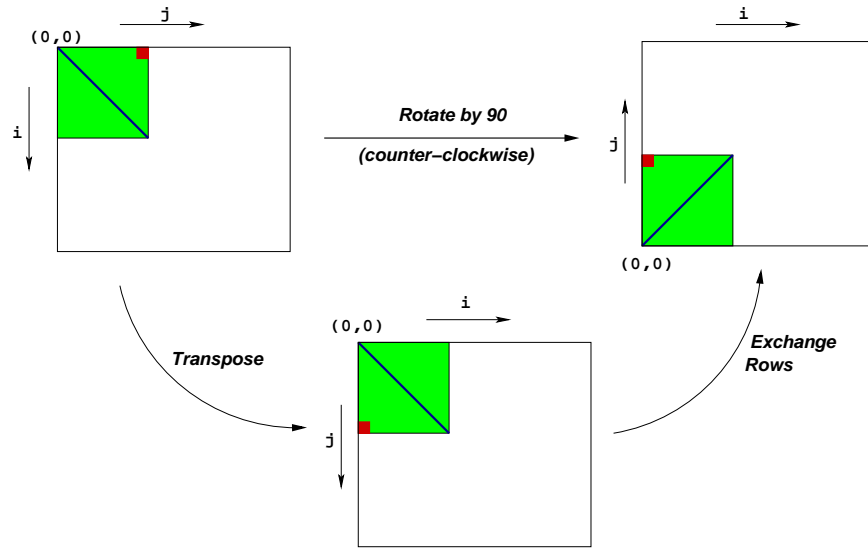 j
(0,0)
i
Rotate by 90
(counter−clockwise)
i
j
(0,0)
Transpose
i
(0,0)
j
Exchange
Rows